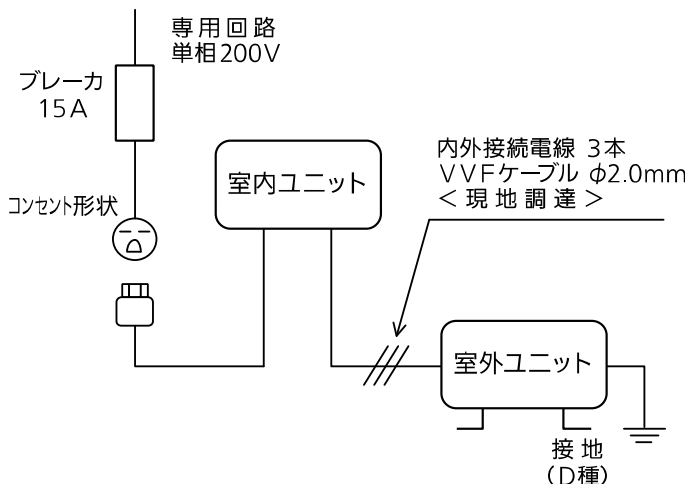 専用回路
単相200V
ブレーカ
15A
コンセント形状
室内ユニット
内外接続電線 3本
VVFケーブル φ2.0mm
＜現地調達＞
室外ユニット
接地
(D種)